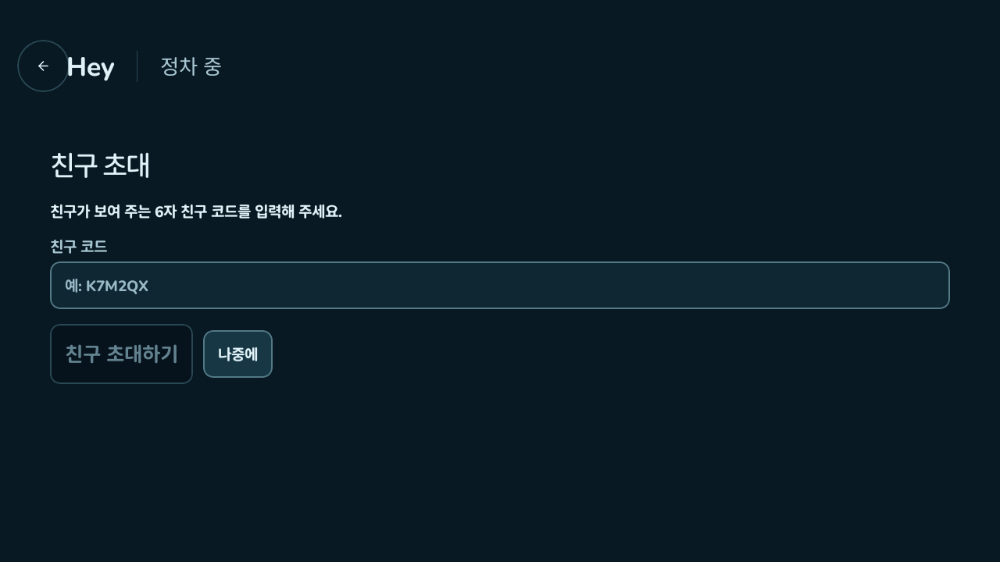 Hey
정차 중
친구 초대
친구가 보여 주는 6자 친구 코드를 입력해 주세요.
친구 코드
예: K7M2QX
친구 초대하기
나중에